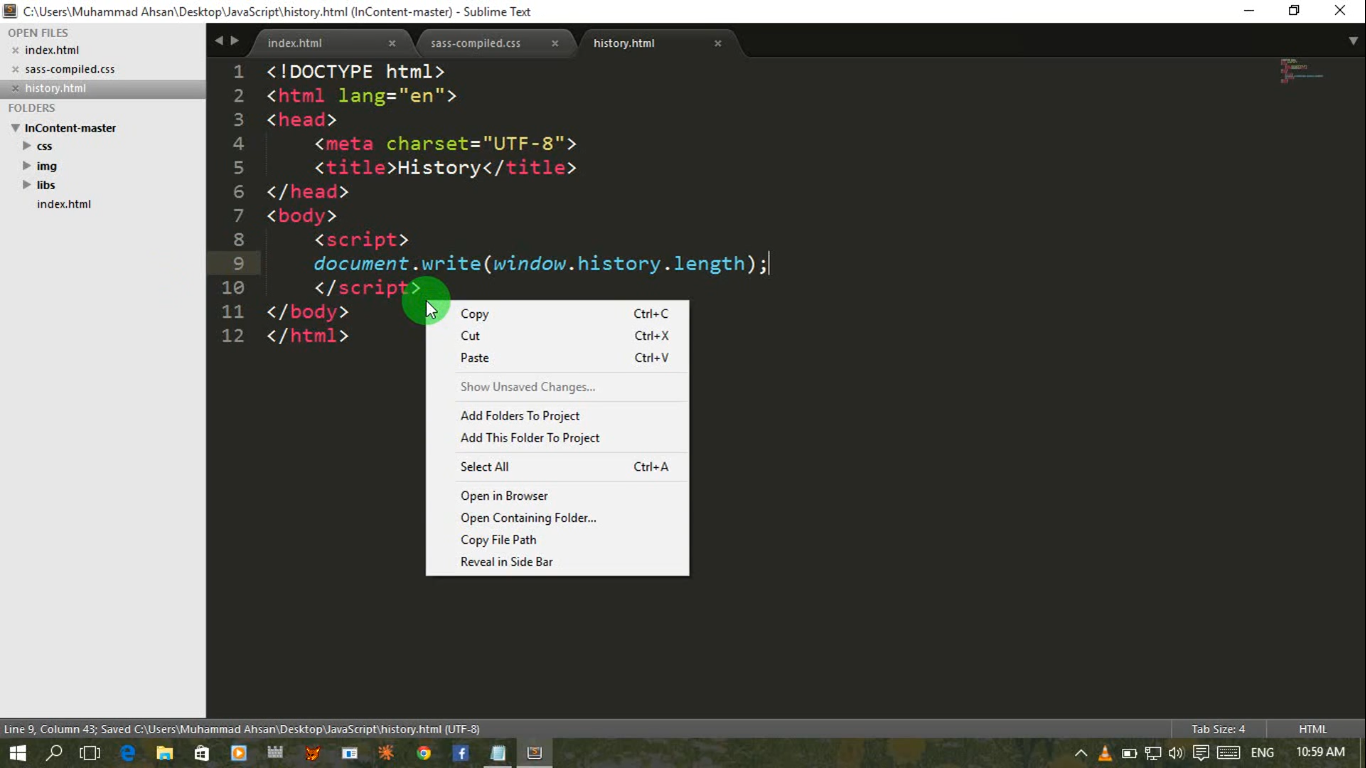 C:\Users\Muhammad Ahsan\Desktop\JavaScript\history.html (InContent-master) - Sublime Text
OPEN FILES
index.html
sass-compiled.css
history.html
FOLDERS
InContent-master
css
img
libs
index.html
index.html
sass-compiled.css
history.html
1 <!DOCTYPE html>
2 <html lang="en">
3 <head>
4 <meta charset="UTF-8">
5 <title>History</title>
6 </head>
7 <body>
8 <script>
9 document.write(window.history.length);
10 </script>
11 </body>
12 </html>
Copy Ctrl+C
Cut Ctrl+X
Paste Ctrl+V
Show Unsaved Changes...
Add Folders To Project
Add This Folder To Project
Select All Ctrl+A
Open in Browser
Open Containing Folder...
Copy File Path
Reveal in Side Bar
Line 9, Column 43; Saved C:\Users\Muhammad Ahsan\Desktop\JavaScript\history.html (UTF-8)
Tab Size: 4
HTML
ENG
10:59 AM